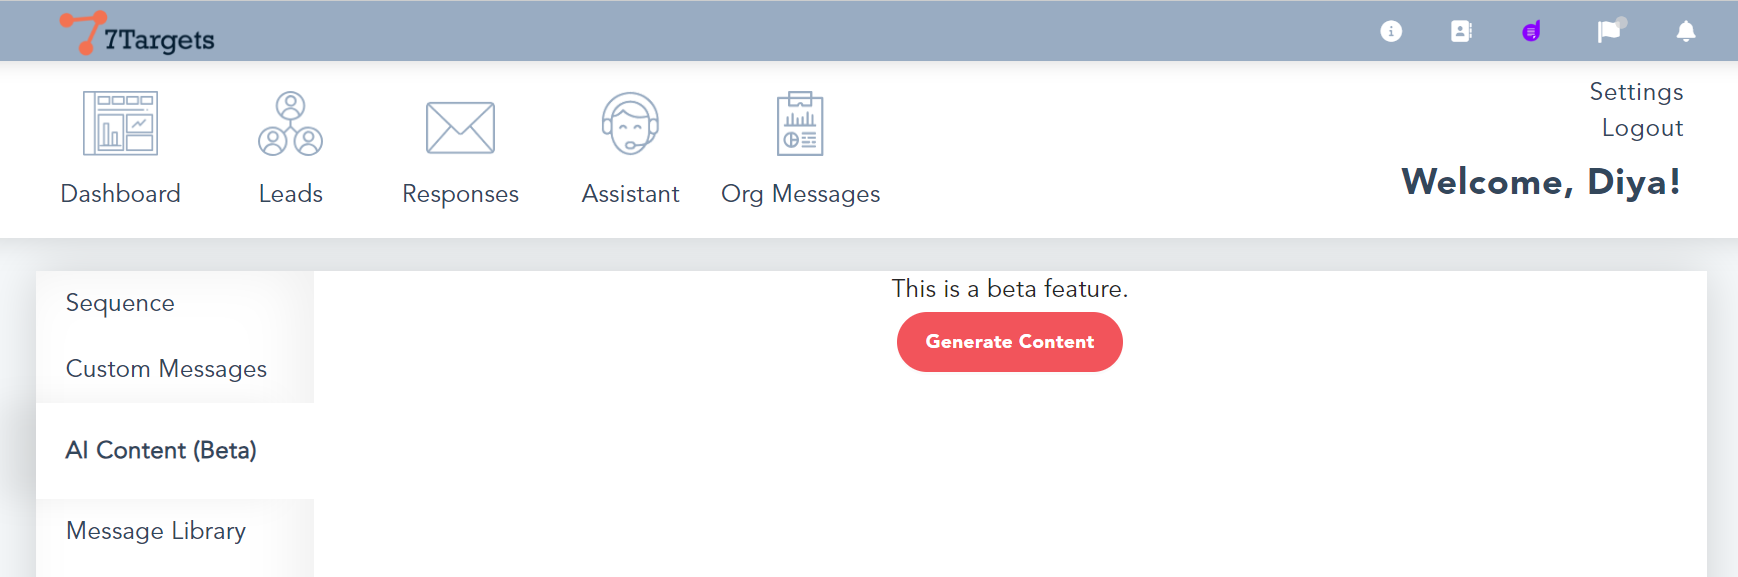 7Targets
Settings
Logout
Dashboard
Leads
Responses
Assistant
Org Messages
Welcome, Diya!
Sequence
Custom Messages
AI Content (Beta)
Message Library
This is a beta feature.
Generate Content